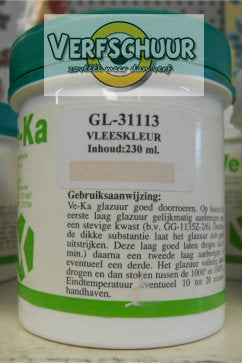 VERFSCHUUR
zoveel meer dan verf
GL-31113
VLEESKLEUR
Inhoud:230 ml.
-Ka
Gebruiksaanwijzing:
Ve-Ka glazuur goed doorroeren. Op biscuit
eerste laag glazuur gelijkmatig aanbrengen
een stevige kwast (b.v. GG-1135Z-2/6).
de dikke substantie laat het glazuur zich
uitstrijken. Deze laag goed laten drogen
min.) daarna een tweede laag aanbrengen
eventueel een derde. Het glazuur volledig
drogen en dan stoken tussen de 1000° en
Eindtemperatuur eventueel 10 tot 20
handhaven.